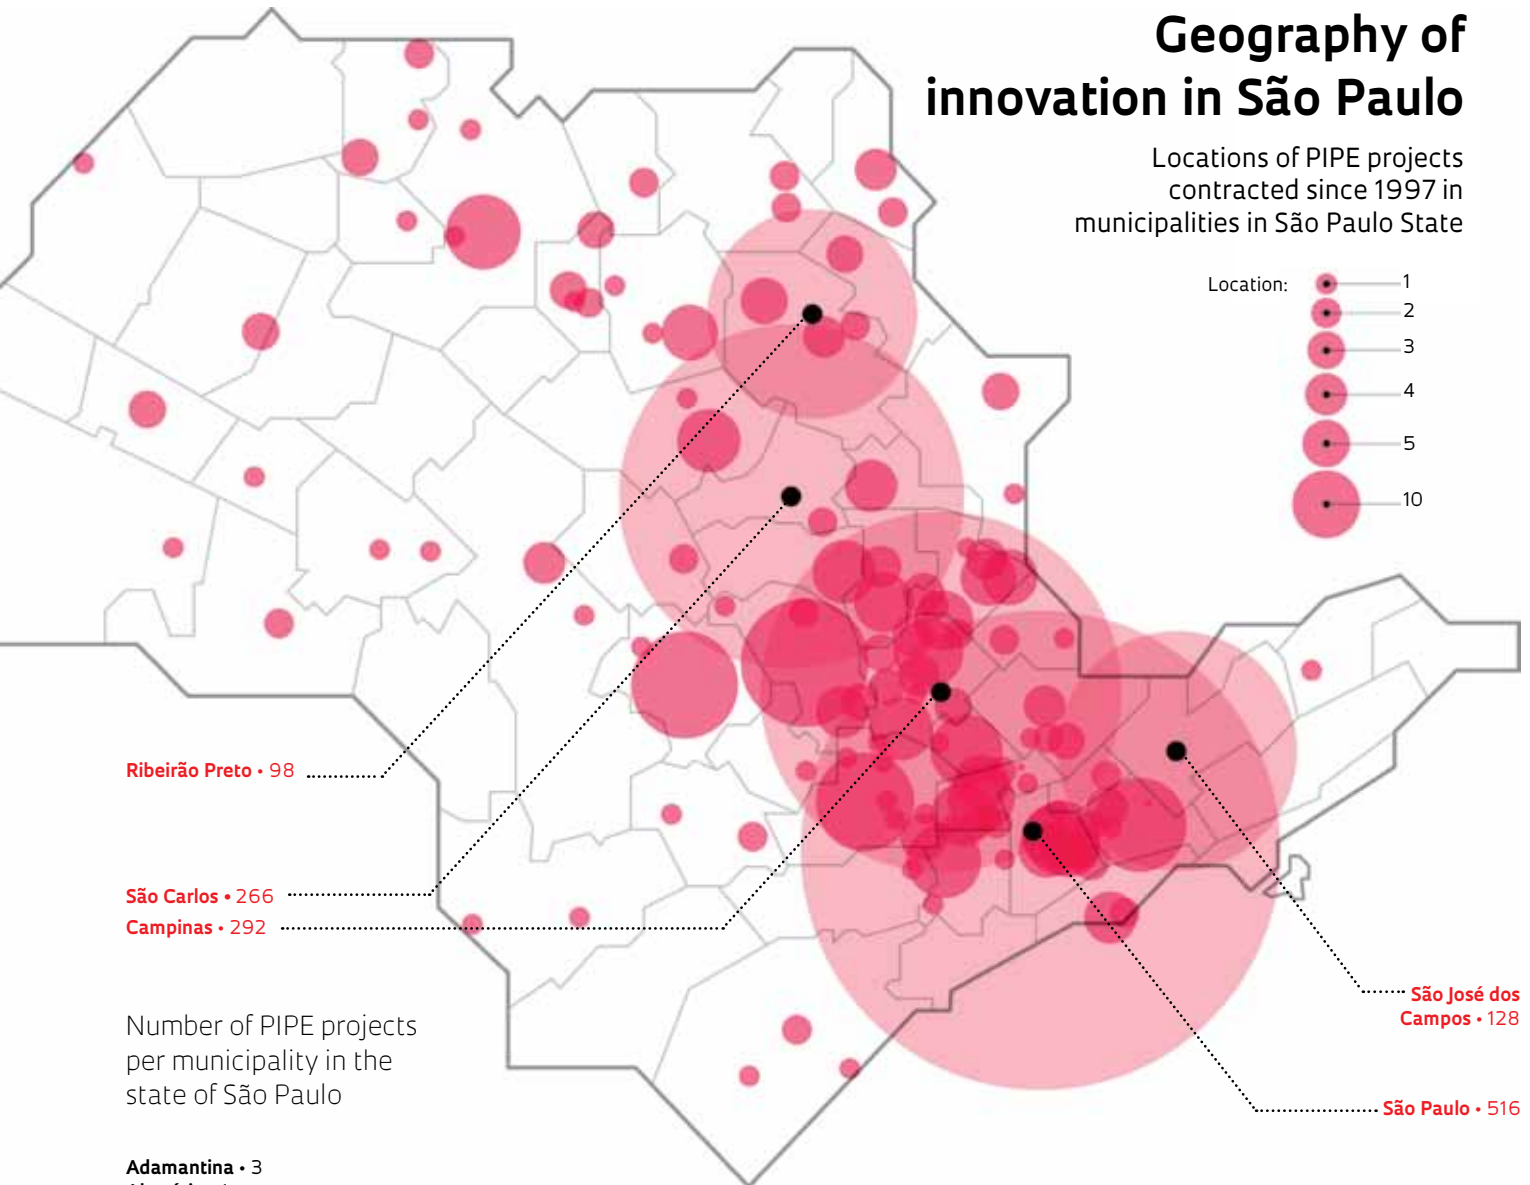 Geography of
innovation in São Paulo
Locations of PIPE projects
contracted since 1997 in
municipalities in São Paulo State
Location:
1
2
3
4
5
10
Ribeirão Preto • 98
São Carlos • 266
Campinas • 292
São José dos
Campos • 128
São Paulo • 516
Number of PIPE projects
per municipality in the
state of São Paulo
Adamantina • 3